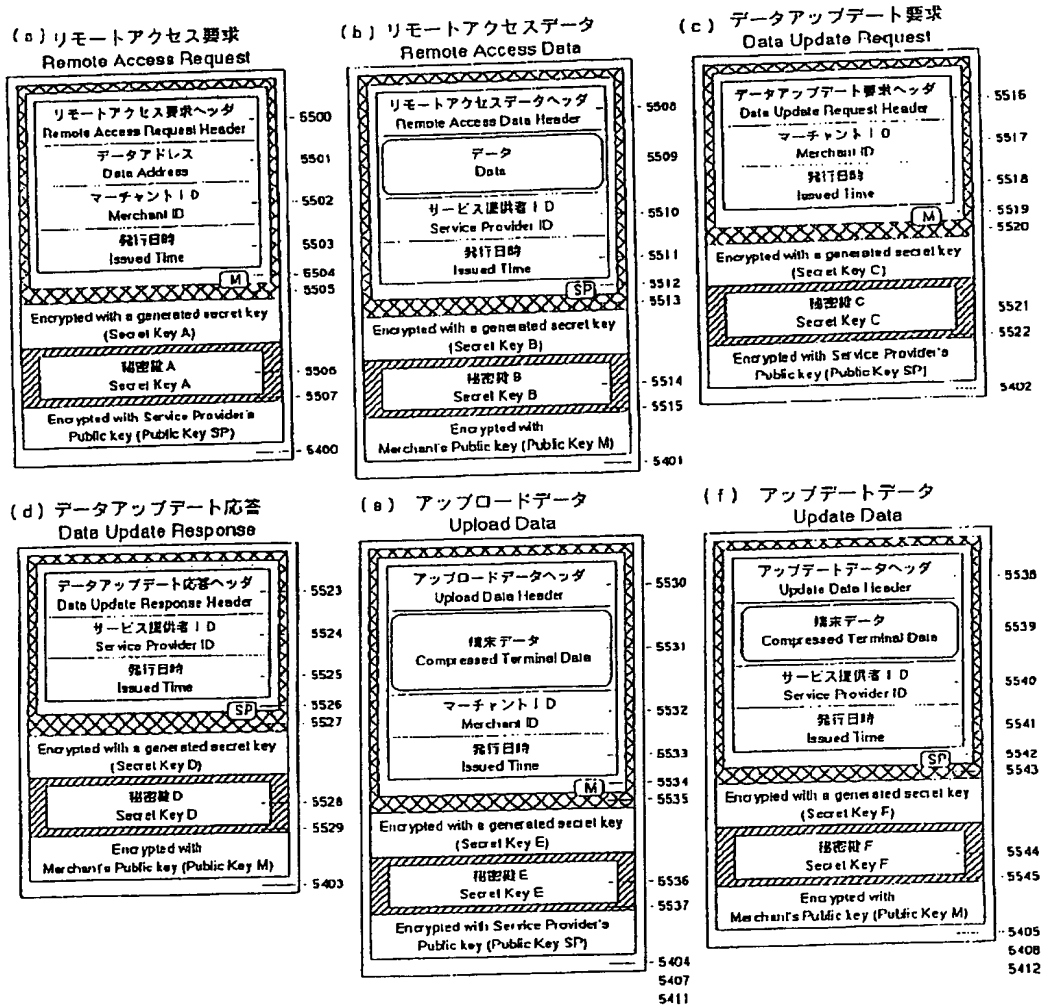 (a) リモートアクセス要求
Remote Access Request
リモートアクセス要求ヘッダ
Remote Access Request Header
データアドレス
Data Address
マーチャントID
Merchant ID
発行日時
Issued Time
M
Encrypted with a generated secret key
(Secret Key A)
秘密鍵A
Secret Key A
Encrypted with Service Provider's
Public key (Public Key SP)
5500
5501
5502
5503
5504
5505
5506
5507
5400
(b) リモートアクセスデータ
Remote Access Data
リモートアクセスデータヘッダ
Remote Access Data Header
データ
Data
サービス提供者ID
Service Provider ID
発行日時
Issued Time
SP
Encrypted with a generated secret key
(Secret Key B)
秘密鍵B
Secret Key B
Encrypted with
Merchant's Public key (Public Key M)
5508
5509
5510
5511
5512
5513
5514
5515
5401
(c) データアップデート要求
Data Update Request
データアップデート要求ヘッダ
Data Update Request Header
マーチャントID
Merchant ID
発行日時
Issued Time
M
Encrypted with a generated secret key
(Secret Key C)
秘密鍵C
Secret Key C
Encrypted with Service Provider's
Public key (Public Key SP)
5516
5517
5518
5519
5520
5521
5522
5402
(d) データアップデート応答
Data Update Response
データアップデート応答ヘッダ
Data Update Response Header
サービス提供者ID
Service Provider ID
発行日時
Issued Time
SP
Encrypted with a generated secret key
(Secret Key D)
秘密鍵D
Secret Key D
Encrypted with
Merchant's Public key (Public Key M)
5523
5524
5525
5526
5527
5528
5529
5403
(e) アップロードデータ
Upload Data
アップロードデータヘッダ
Upload Data Header
端末データ
Compressed Terminal Data
マーチャントID
Merchant ID
発行日時
Issued Time
M
Encrypted with a generated secret key
(Secret Key E)
秘密鍵E
Secret Key E
Encrypted with Service Provider's
Public key (Public Key SP)
5530
5531
5532
5533
5534
5535
5536
5537
5404
5407
5411
(f) アップデートデータ
Update Data
アップデートデータヘッダ
Update Data Header
端末データ
Compressed Terminal Data
サービス提供者ID
Service Provider ID
発行日時
Issued Time
SP
Encrypted with a generated secret key
(Secret Key F)
秘密鍵F
Secret Key F
Encrypted with
Merchant's Public key (Public Key M)
5538
5539
5540
5541
5542
5543
5544
5545
5405
5408
5412